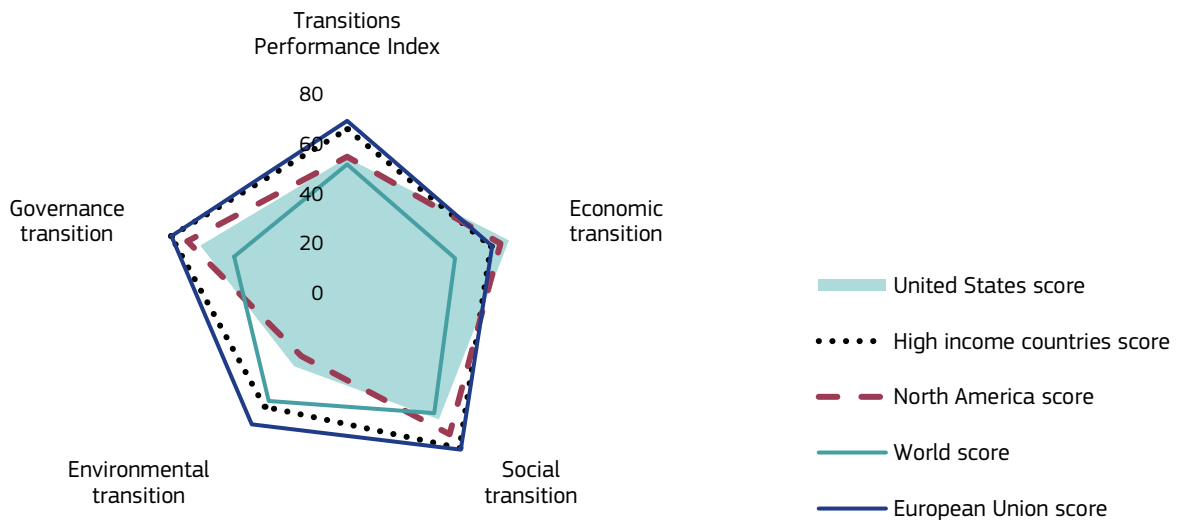 Transitions
Performance Index
80
60
40
20
0
Governance
transition
Economic
transition
Environmental
transition
Social
transition
United States score
High income countries score
North America score
World score
European Union score